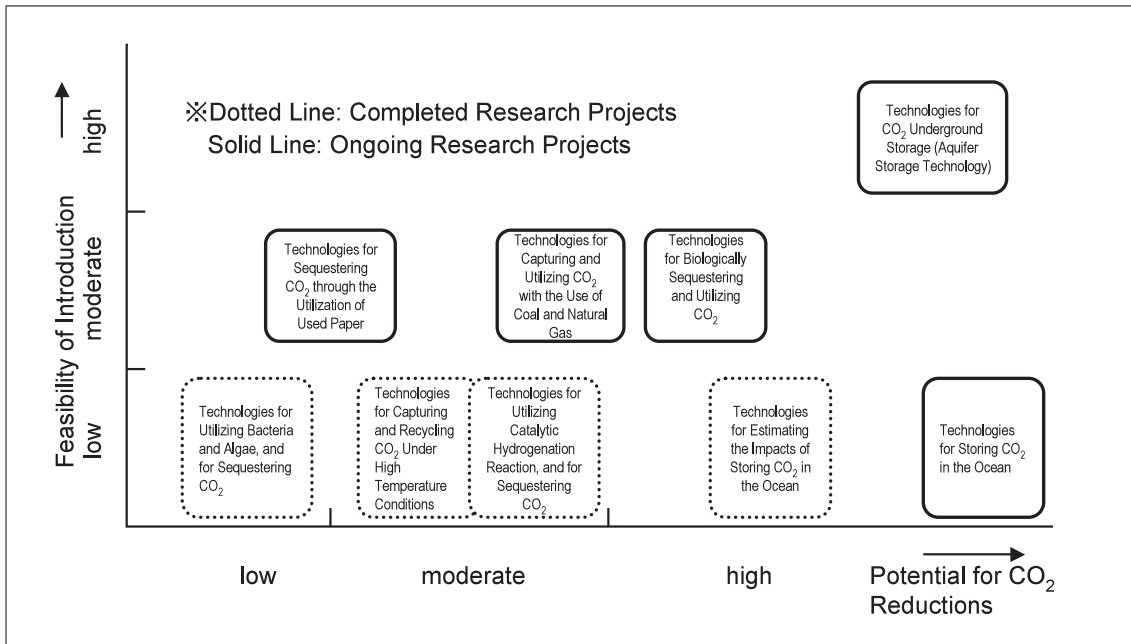 ※Dotted Line: Completed Research Projects
Solid Line: Ongoing Research Projects
Technologies for
CO₂ Underground
Storage (Aquifer
Storage Technology)
Technologies for
Sequestering
CO₂ through the
Utilization of
Used Paper
Technologies for
Capturing and
Utilizing CO₂
with the Use of
Coal and Natural
Gas
Technologies
for Biologically
Sequestering
and Utilizing
CO₂
Technologies for
Utilizing Bacteria
and Algae, and
for Sequestering
CO₂
Technologies
for Capturing
and Recycling
CO₂ Under
High
Temperature
Conditions
Technologies for
Utilizing
Catalytic
Hydrogenation
Reaction, and for
Sequestering
CO₂
Technologies
for Estimating
the Impacts of
Storing CO₂ in
the Ocean
Technologies
for Storing CO₂
in the Ocean
Feasibility of Introduction
low moderate high
low moderate high
Potential for CO₂
Reductions